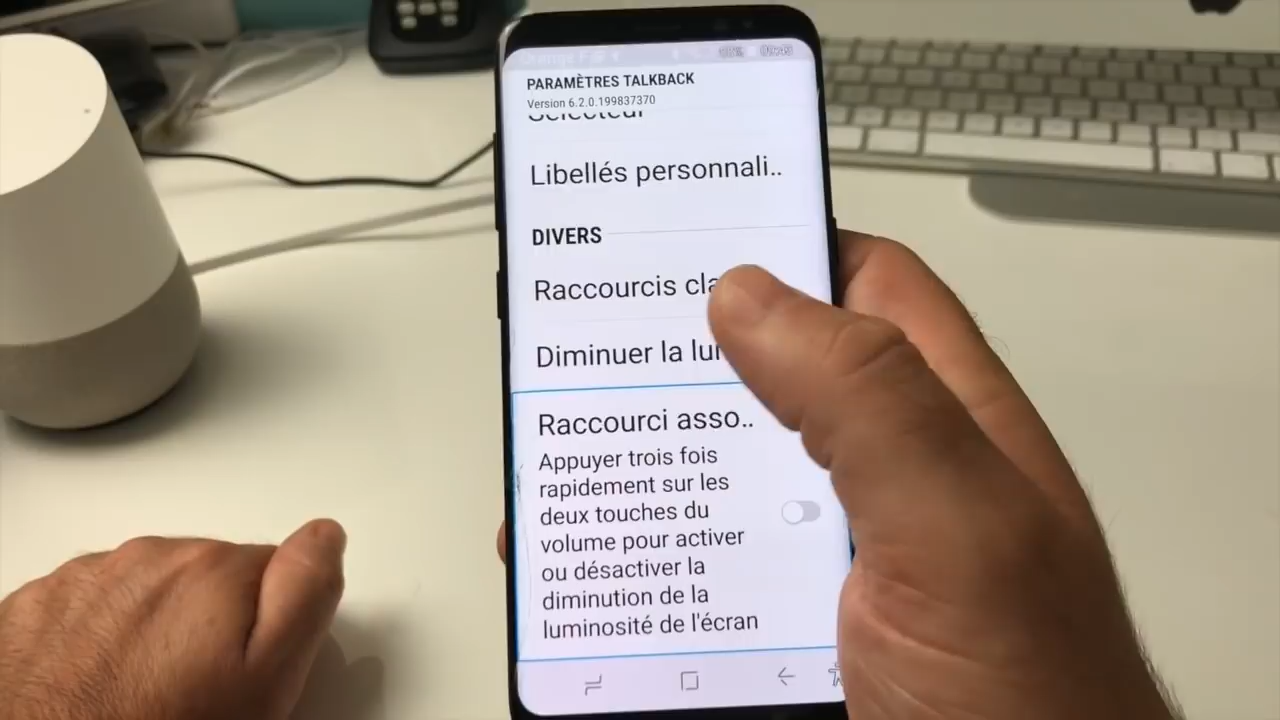 PARAMÈTRES TALKBACK
Version 6.2.0.199837370
Sélecteur
Libellés personnali..
DIVERS
Raccourcis cla
Diminuer la lu
Raccourci asso..
Appuyer trois fois
rapidement sur les
deux touches du
volume pour activer
ou désactiver la
diminution de la
luminosité de l'écran